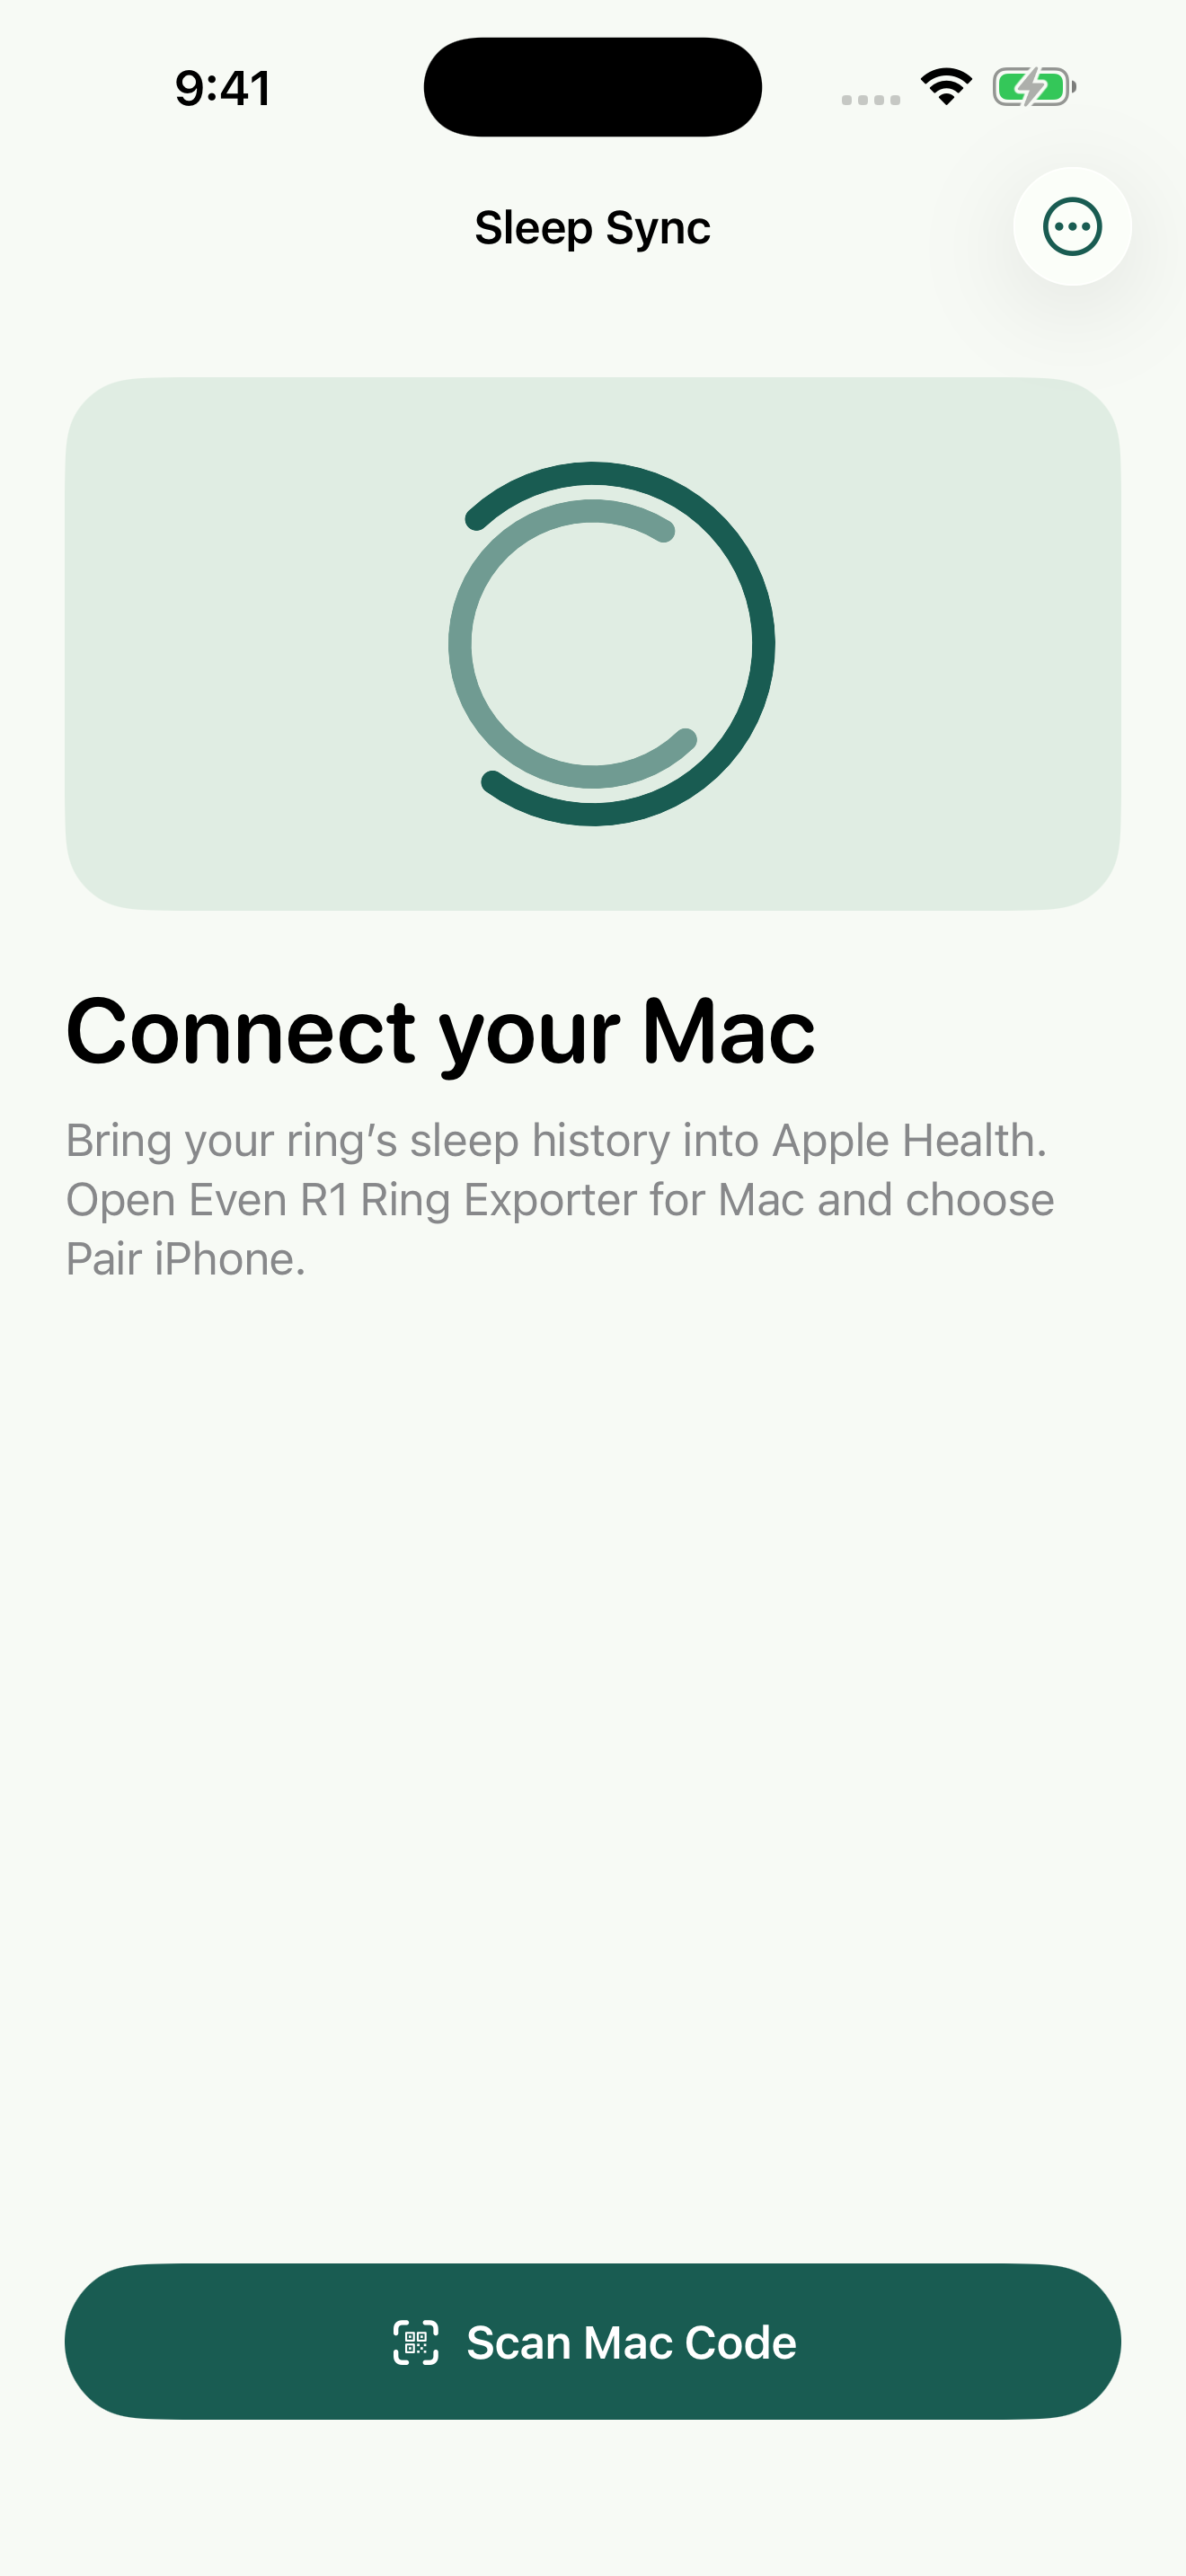 9:41
Sleep Sync
Connect your Mac
Bring your ring’s sleep history into Apple Health.
Open Even R1 Ring Exporter for Mac and choose
Pair iPhone.
Scan Mac Code